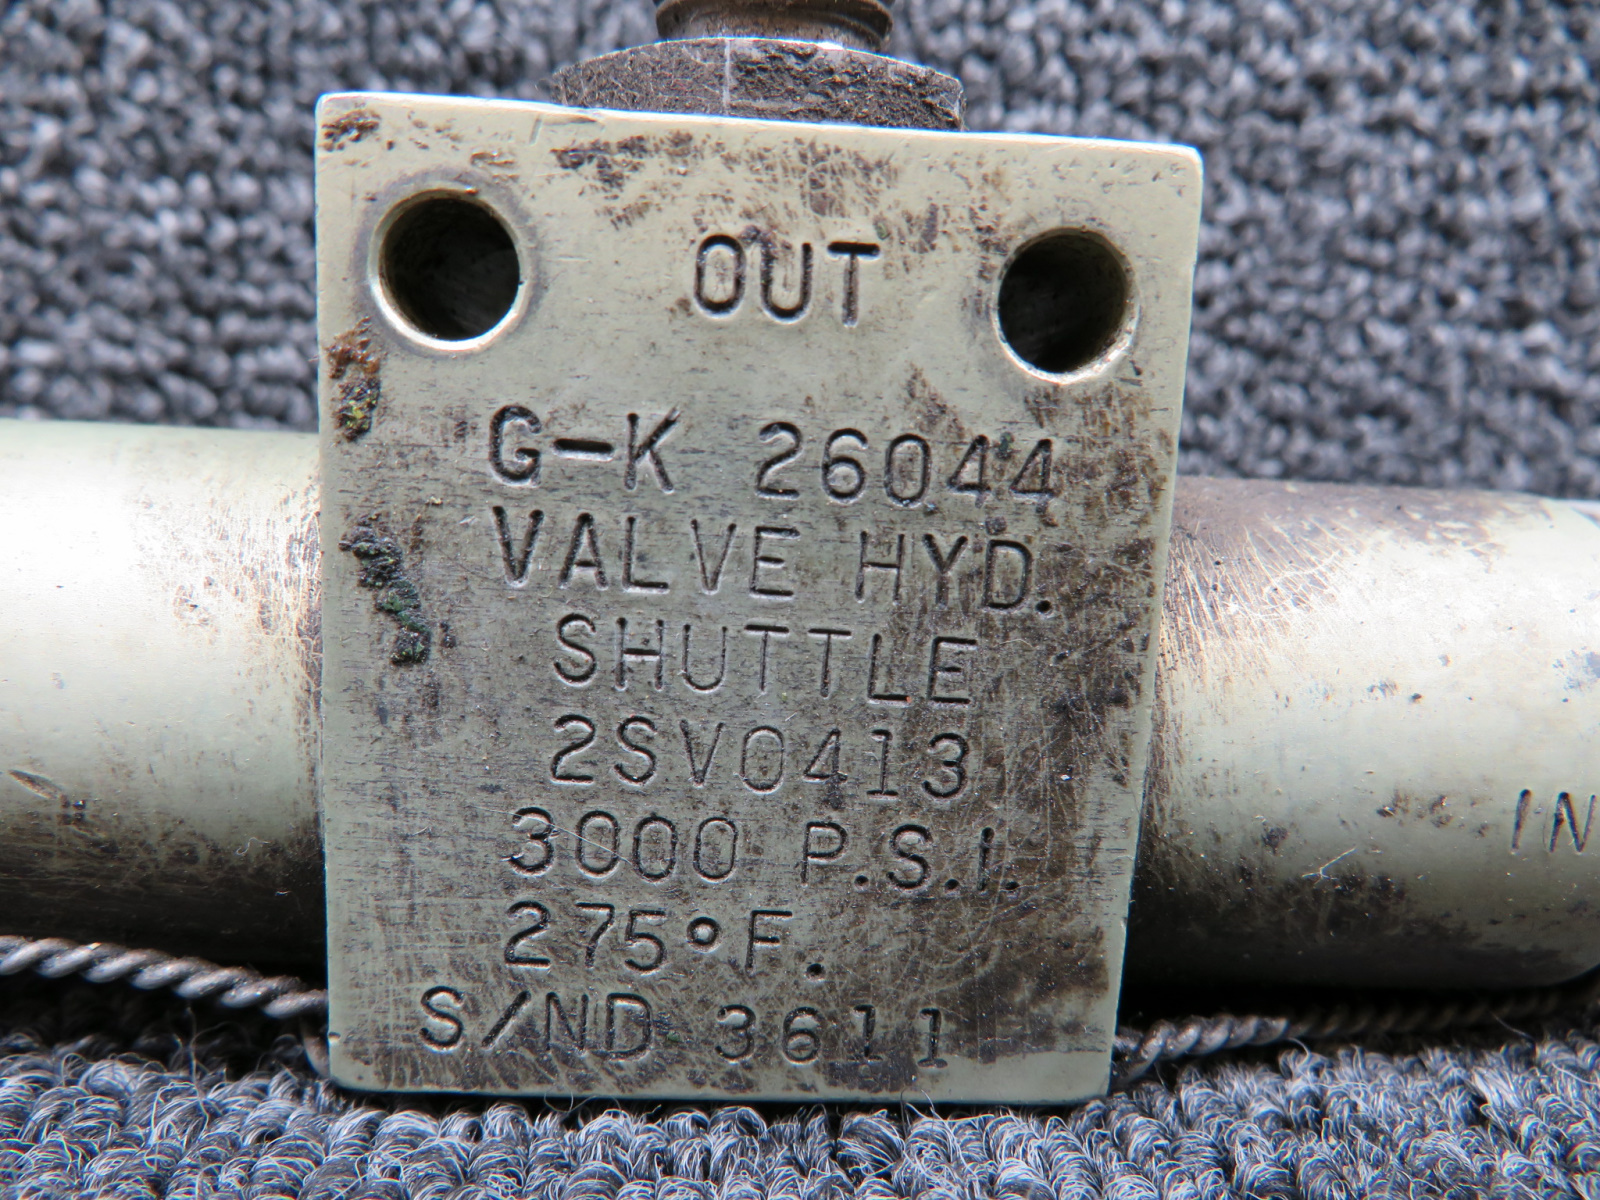 OUT
G-K 26044
VALVE HYD.
SHUTTLE
2SV0413
3000 P.S.I.
275°F.
S/ND 3611
IN